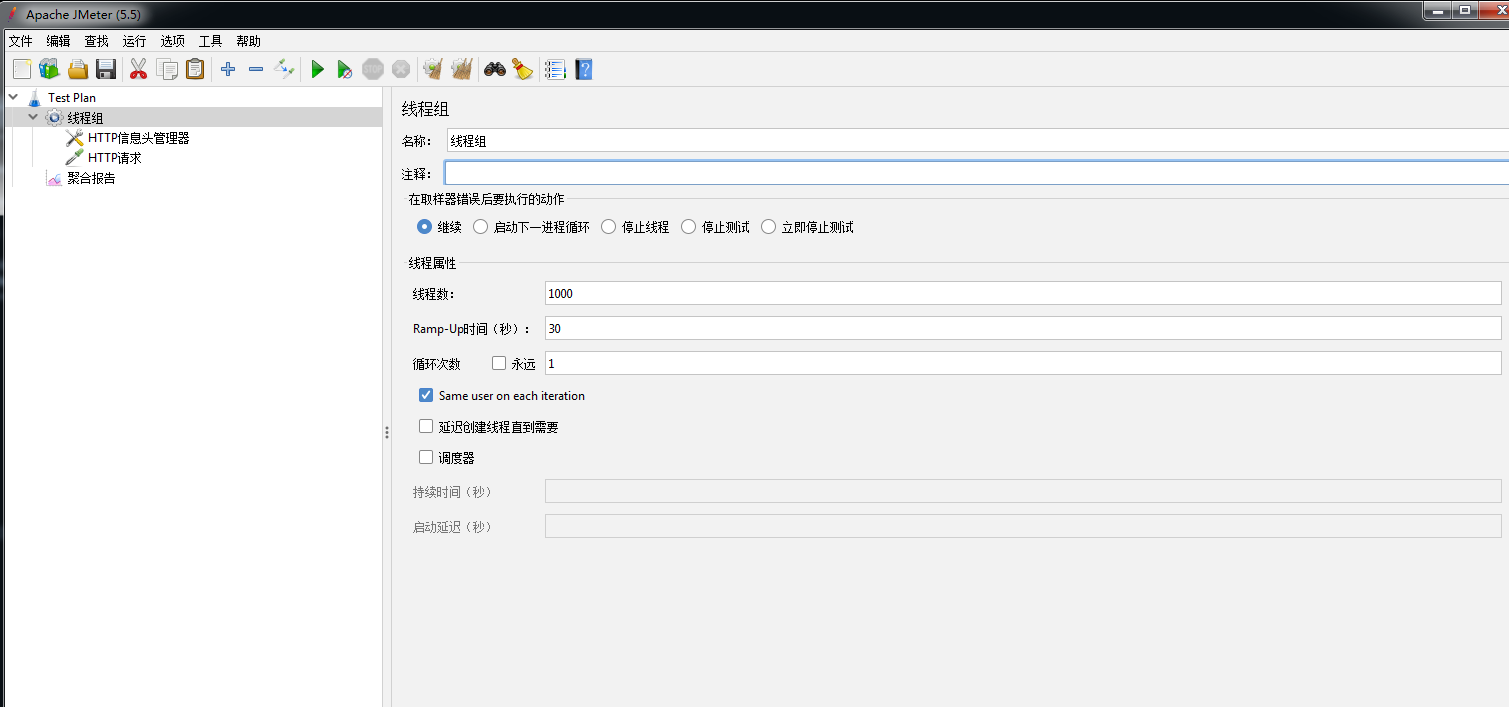 Apache JMeter (5.5)
文件 编辑 查找 运行 选项 工具 帮助
STOP
Test Plan
线程组
HTTP信息头管理器
HTTP请求
聚合报告
线程组
名称： 线程组
注释：
在取样器错误后要执行的动作
继续 启动下一进程循环 停止线程 停止测试 立即停止测试
线程属性
线程数： 1000
Ramp-Up时间（秒）： 30
循环次数 永远 1
Same user on each iteration
延迟创建线程直到需要
调度器
持续时间（秒）
启动延迟（秒）